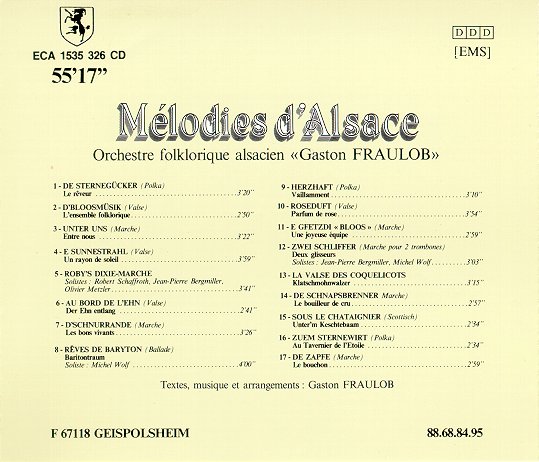 ECA 1535 326 CD
55'17"
D D D
[EMS]
Mélodies d'Alsace
Orchestre folklorique alsacien «Gaston FRAULOB»
1 - DE STERNEGÜCKER (Polka)
Le rêveur 3'20"
2 - D'BLOOSMÜSIK (Valse)
L'ensemble folklorique 2'50"
3 - UNTER UNS (Marche)
Entre nous 3'22"
4 - E SUNNESTRAHL (Valse)
Un rayon de soleil 3'59"
5 - ROBY'S DIXIE-MARCHE
Solistes : Robert Schaffroth, Jean-Pierre Bergmiller,
Olivier Metzler 3'41"
6 - AU BORD DE L'EHN (Valse)
Der Ehn entlang 2'41"
7 - D'SCHNURRANDE (Marche)
Les bons vivants 3'26"
8 - RÊVES DE BARYTON (Ballade)
Baritontraum
Soliste : Michel Wolf 4'00"
9 - HERZHAFT (Polka)
Vaillamment 3'10"
10 - ROSEDUFT (Valse)
Parfum de rose 3'54"
11 - E GFETZDI « BLOOS » (Marche)
Une joyeuse équipe 2'59"
12 - ZWEI SCHLIFFER (Marche pour 2 trombones)
Deux glisseurs
Solistes : Jean-Pierre Bergmiller, Michel Wolf 3'03"
13 - LA VALSE DES COQUELICOTS
Klatschmohnwalzer 3'15"
14 - DE SCHNAPSBRENNER Marche)
Le bouilleur de cru 2'57"
15 - SOUS LE CHATAIGNIER (Scottisch)
Unter'm Keschtebaam 2'34"
16 - ZUEM STERNEWIRT (Polka)
Au Tavernier de l'Etoile 2'34"
17 - DE ZAPFE (Marche)
Le bouchon 2'59"
Textes, musique et arrangements : Gaston FRAULOB
F 67118 GEISPOLSHEIM
88.68.84.95